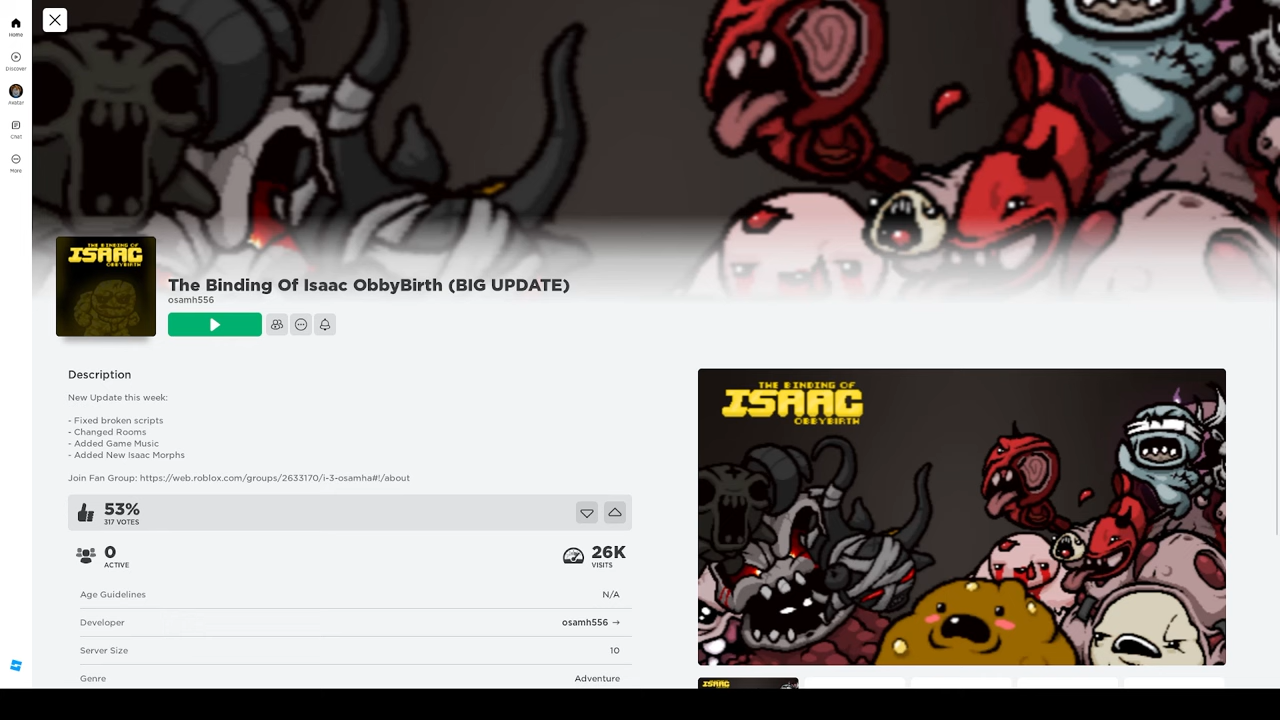 Home
Discover
Avatar
Chat
More
THE BINDING OF
ISAAC
OBBYBIRTH
The Binding Of Isaac ObbyBirth (BIG UPDATE)
osamh556
Description
New Update this week:
- Fixed broken scripts
- Changed Rooms
- Added Game Music
- Added New Isaac Morphs
Join Fan Group: https://web.roblox.com/groups/2633170/i-3-osamha#!/about
53%
317 VOTES
0
ACTIVE
26K
VISITS
Age Guidelines N/A
Developer osamh556 →
Server Size 10
Genre Adventure
THE BINDING OF
ISAAC
OBBYBIRTH
ISAAC